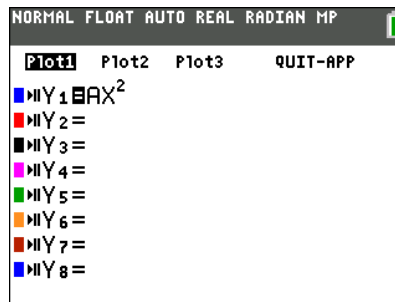 NORMAL FLOAT AUTO REAL RADIAN MP
Plot1 Plot2 Plot3 QUIT-APP
Y1=AX²
Y2=
Y3=
Y4=
Y5=
Y6=
Y7=
Y8=